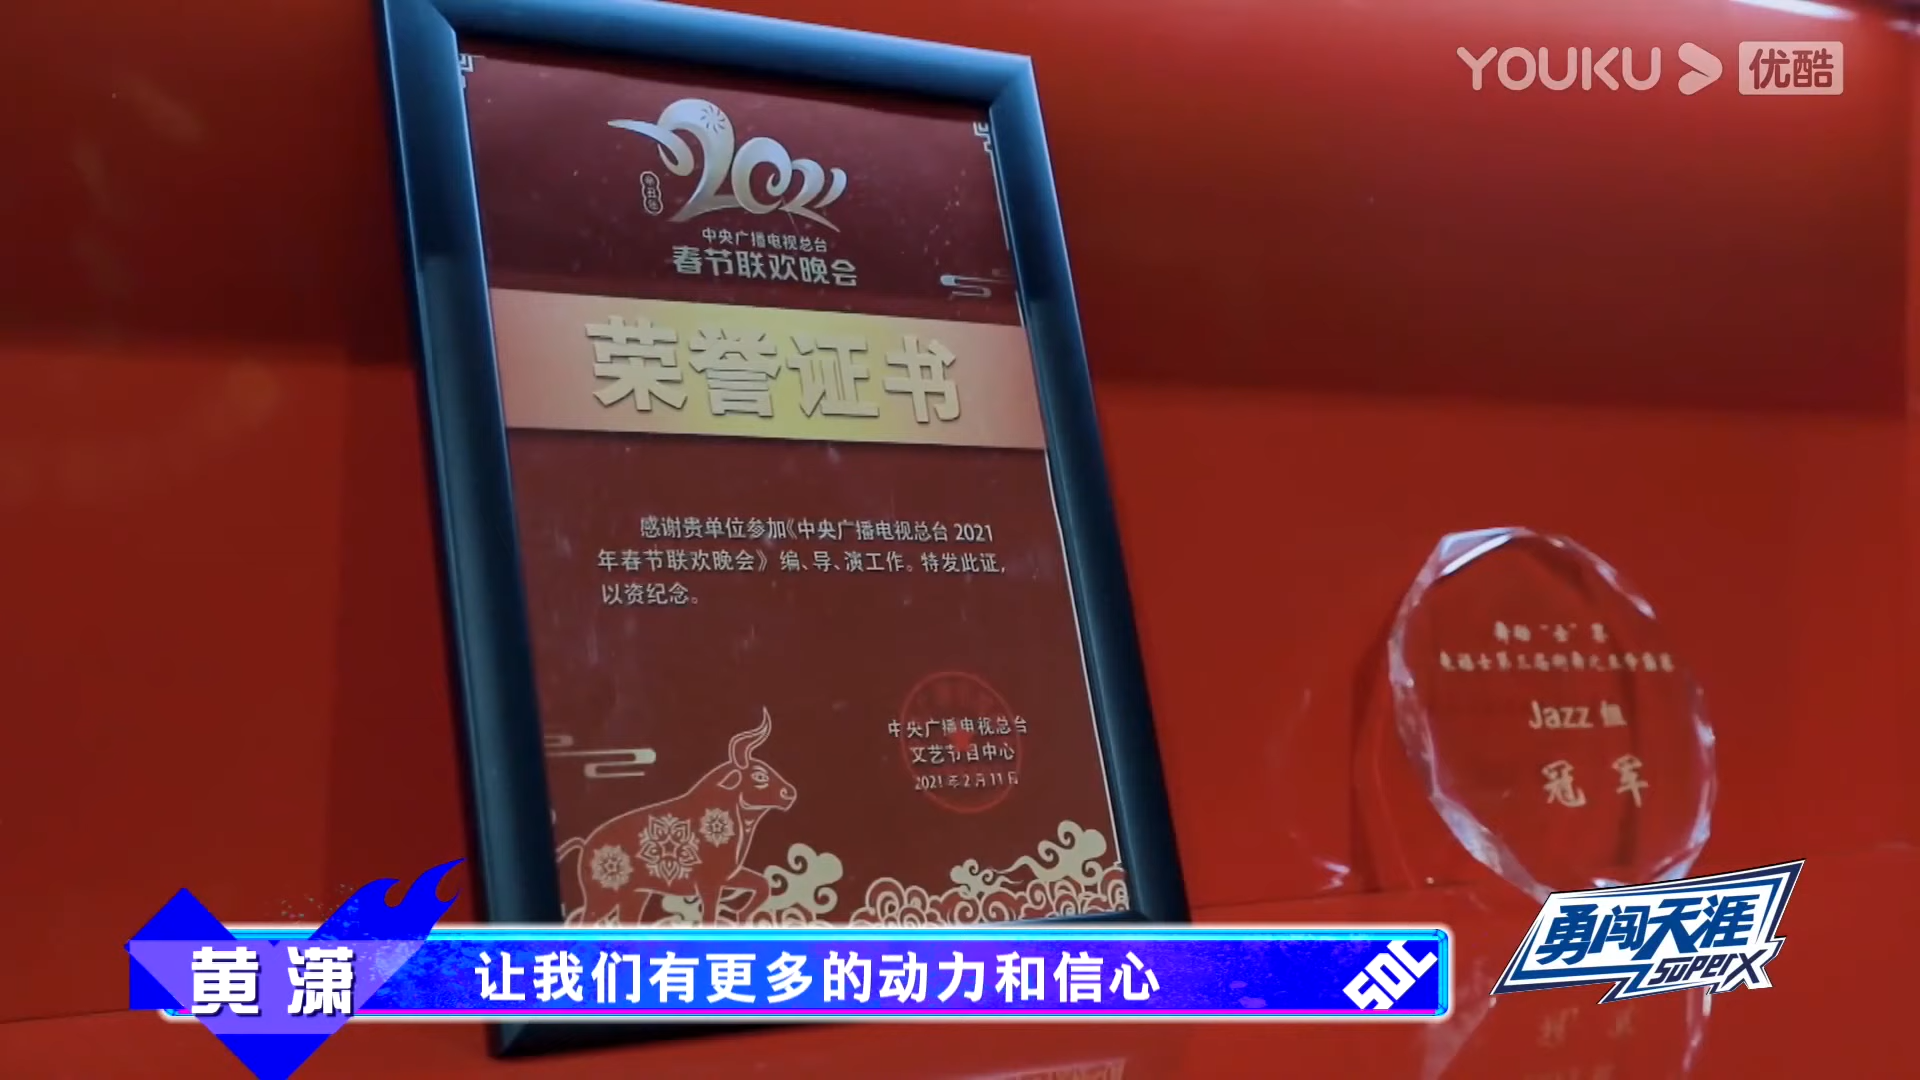 YOUKU 优酷
2021
辛丑年
中央广播电视总台
春节联欢晚会
荣誉证书
感谢贵单位参加《中央广播电视总台 2021
年春节联欢晚会》编、导、演工作。特发此证,
以资纪念。
中央广播电视总台
文艺节目中心
2021年2月11日
Jazz 组
冠 军
黄潇
让我们有更多的动力和信心
SDC
勇闯天涯
superX